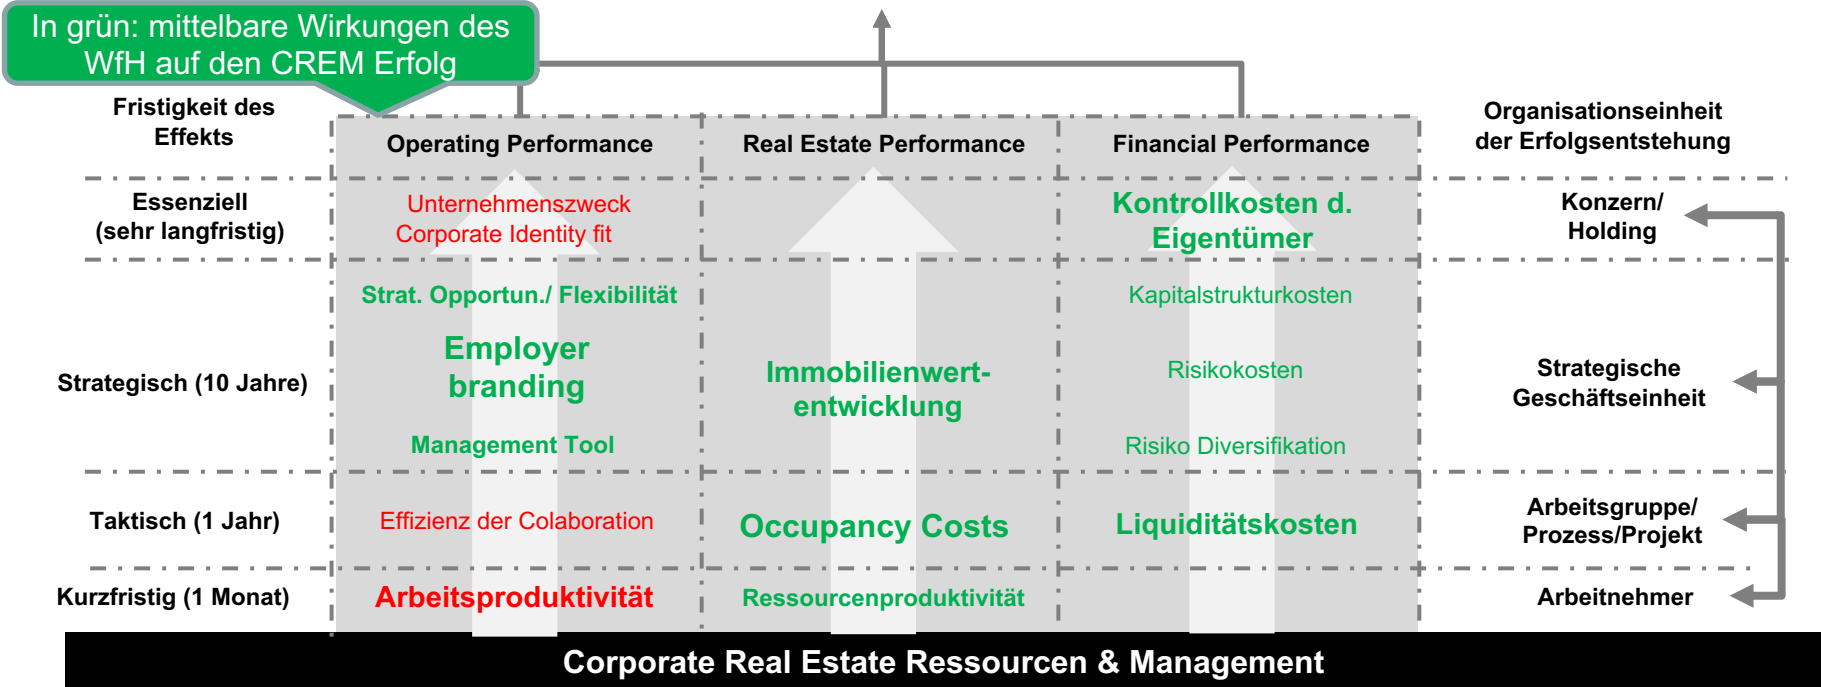 In grün: mittelbare Wirkungen des
WfH auf den CREM Erfolg
Fristigkeit des
Effekts
Operating Performance
Real Estate Performance
Financial Performance
Organisationseinheit
der Erfolgsentstehung
Essenziell
(sehr langfristig)
Unternehmenszweck
Corporate Identity fit
Kontrollkosten d.
Eigentümer
Konzern/
Holding
Strategisch (10 Jahre)
Strat. Opportun./ Flexibilität
Employer
branding
Management Tool
Immobilienwert-
entwicklung
Kapitalstrukturkosten
Risikokosten
Risiko Diversifikation
Strategische
Geschäftseinheit
Taktisch (1 Jahr)
Effizienz der Colaboration
Occupancy Costs
Liquiditätskosten
Arbeitsgruppe/
Prozess/Projekt
Kurzfristig (1 Monat)
Arbeitsproduktivität
Ressourcenproduktivität
Arbeitnehmer
Corporate Real Estate Ressourcen & Management